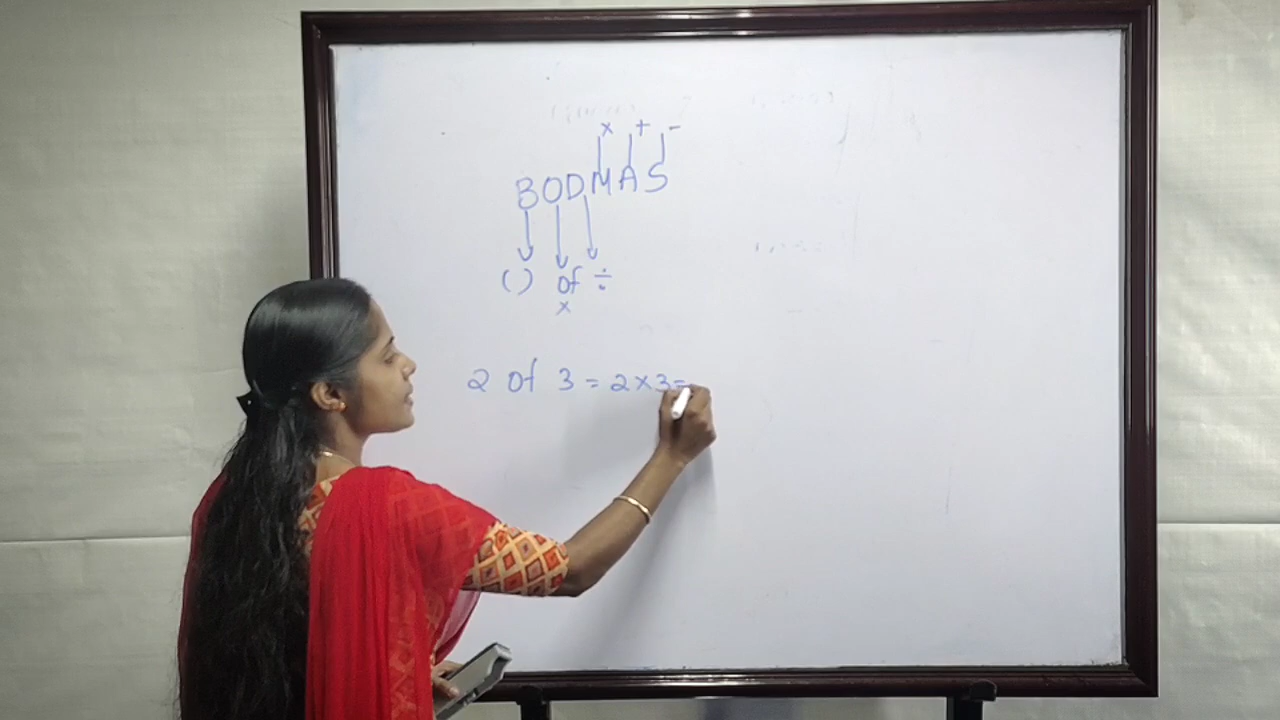 × + -
BODMAS
( ) of ÷
×
2 of 3 = 2×3=